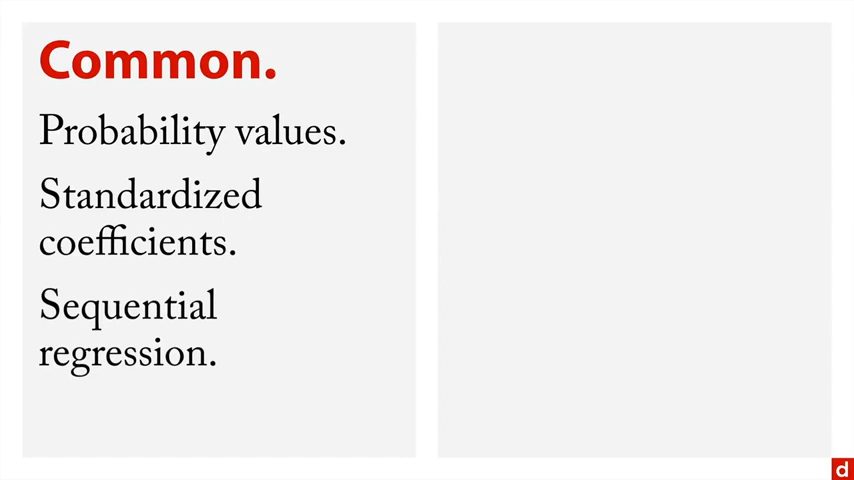 Common.
Probability values.
Standardized
coefficients.
Sequential
regression.
d